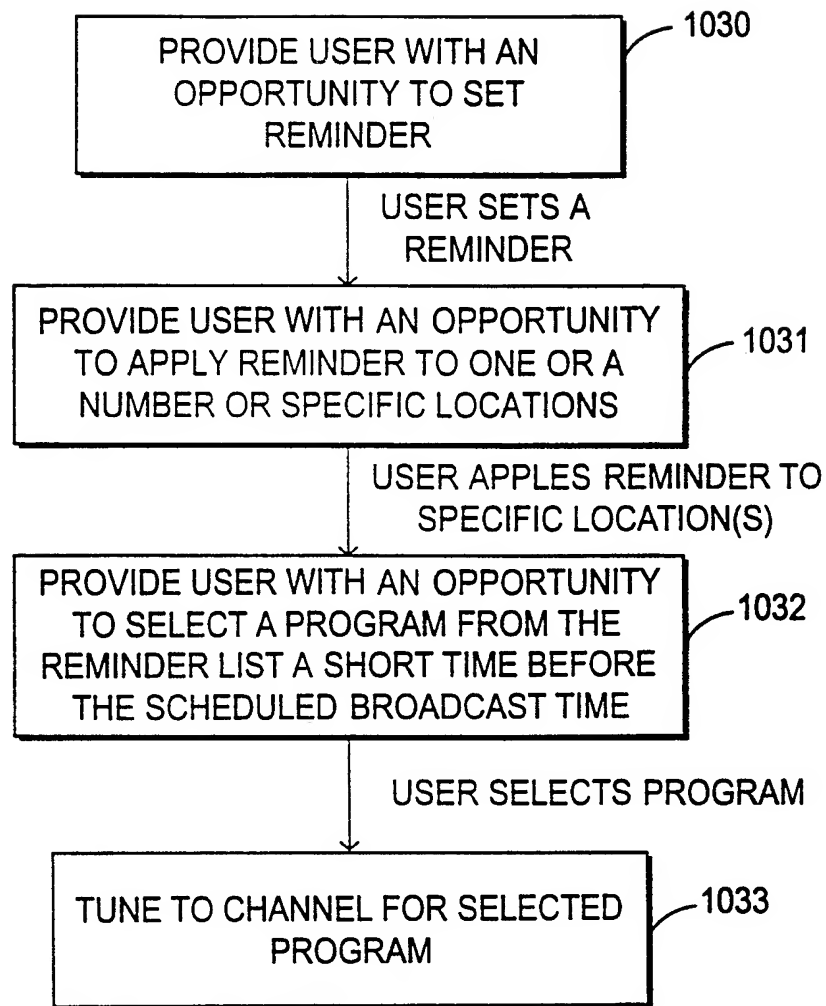 1030
PROVIDE USER WITH AN
OPPORTUNITY TO SET
REMINDER
USER SETS A
REMINDER
PROVIDE USER WITH AN OPPORTUNITY
TO APPLY REMINDER TO ONE OR A
NUMBER OR SPECIFIC LOCATIONS
1031
USER APPLES REMINDER TO
SPECIFIC LOCATION(S)
PROVIDE USER WITH AN OPPORTUNITY
TO SELECT A PROGRAM FROM THE
REMINDER LIST A SHORT TIME BEFORE
THE SCHEDULED BROADCAST TIME
1032
USER SELECTS PROGRAM
TUNE TO CHANNEL FOR SELECTED
PROGRAM
1033